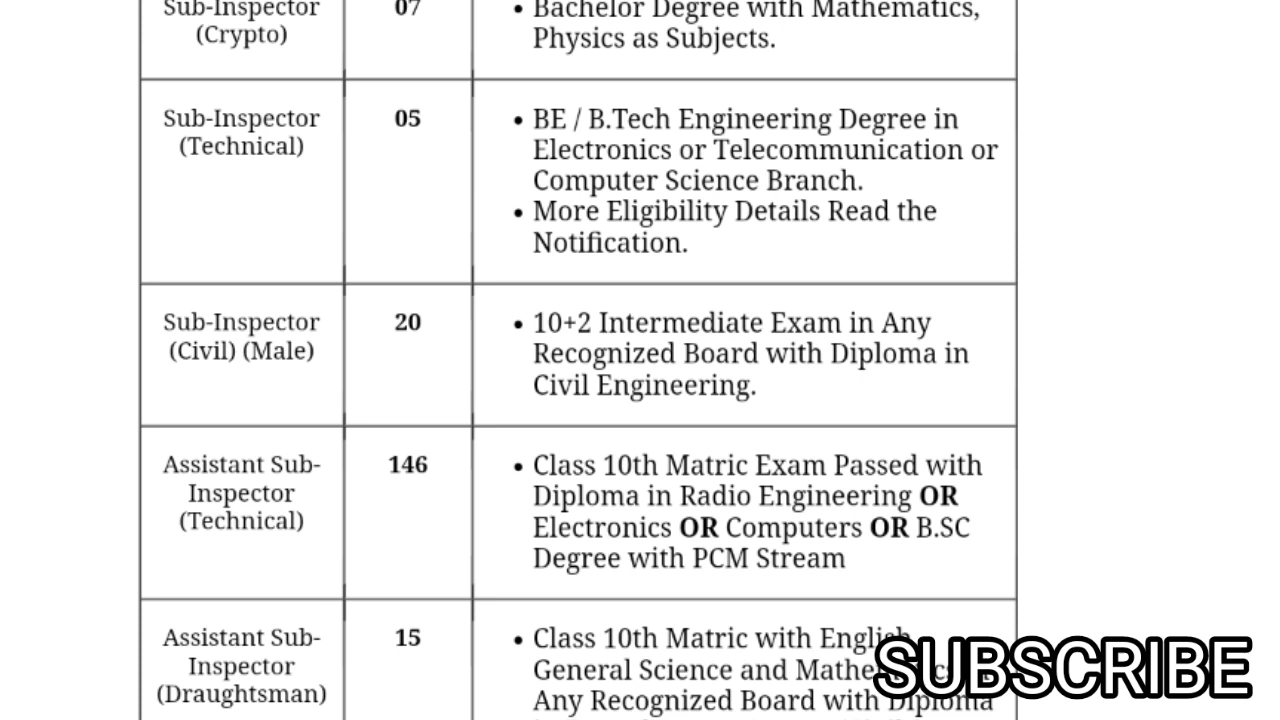 Sub-Inspector
(Crypto)
07
• Bachelor Degree with Mathematics,
Physics as Subjects.
Sub-Inspector
(Technical)
05
• BE / B.Tech Engineering Degree in
Electronics or Telecommunication or
Computer Science Branch.
• More Eligibility Details Read the
Notification.
Sub-Inspector
(Civil) (Male)
20
• 10+2 Intermediate Exam in Any
Recognized Board with Diploma in
Civil Engineering.
Assistant Sub-
Inspector
(Technical)
146
• Class 10th Matric Exam Passed with
Diploma in Radio Engineering OR
Electronics OR Computers OR B.SC
Degree with PCM Stream
Assistant Sub-
Inspector
(Draughtsman)
15
• Class 10th Matric with English
General Science and
Any Recognized Board with Diploma
SUBSCRIBE